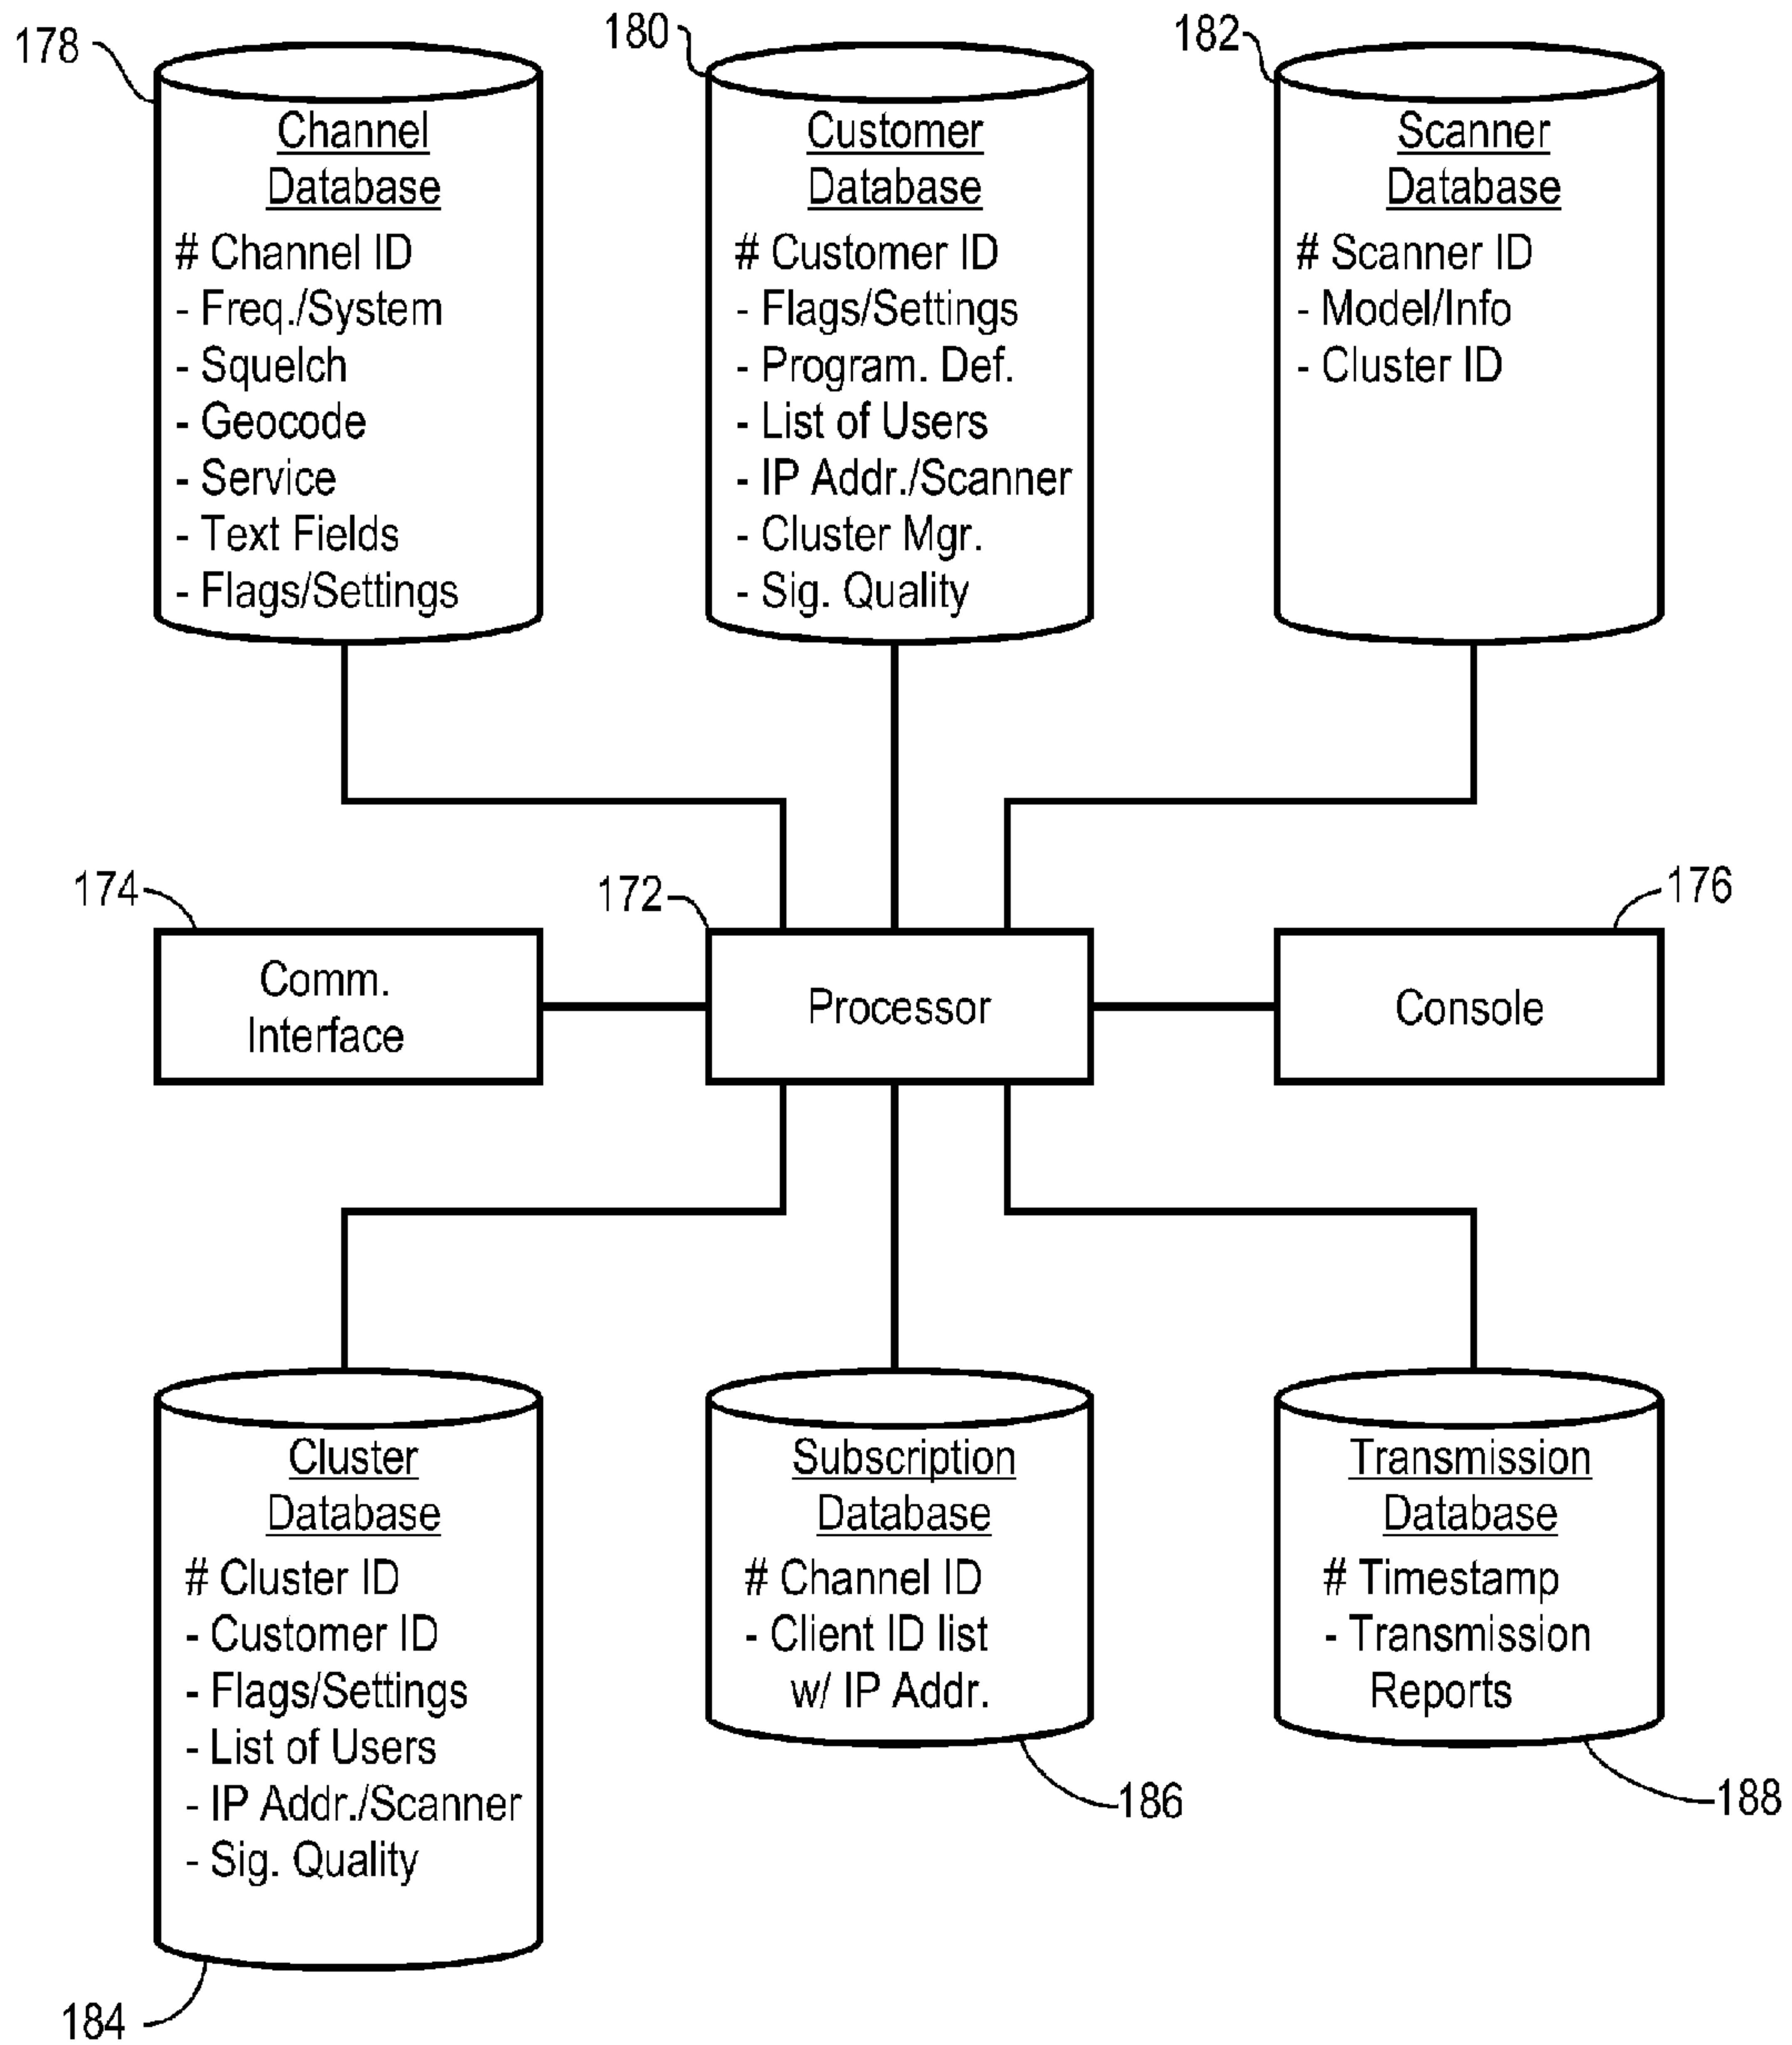 178
Channel
Database
# Channel ID
- Freq./System
- Squelch
- Geocode
- Service
- Text Fields
- Flags/Settings
180
Customer
Database
# Customer ID
- Flags/Settings
- Program. Def.
- List of Users
- IP Addr./Scanner
- Cluster Mgr.
- Sig. Quality
182
Scanner
Database
# Scanner ID
- Model/Info
- Cluster ID
174
Comm.
Interface
172
Processor
176
Console
Cluster
Database
# Cluster ID
- Customer ID
- Flags/Settings
- List of Users
- IP Addr./Scanner
- Sig. Quality
184
Subscription
Database
# Channel ID
- Client ID list
w/ IP Addr.
186
Transmission
Database
# Timestamp
- Transmission
Reports
188